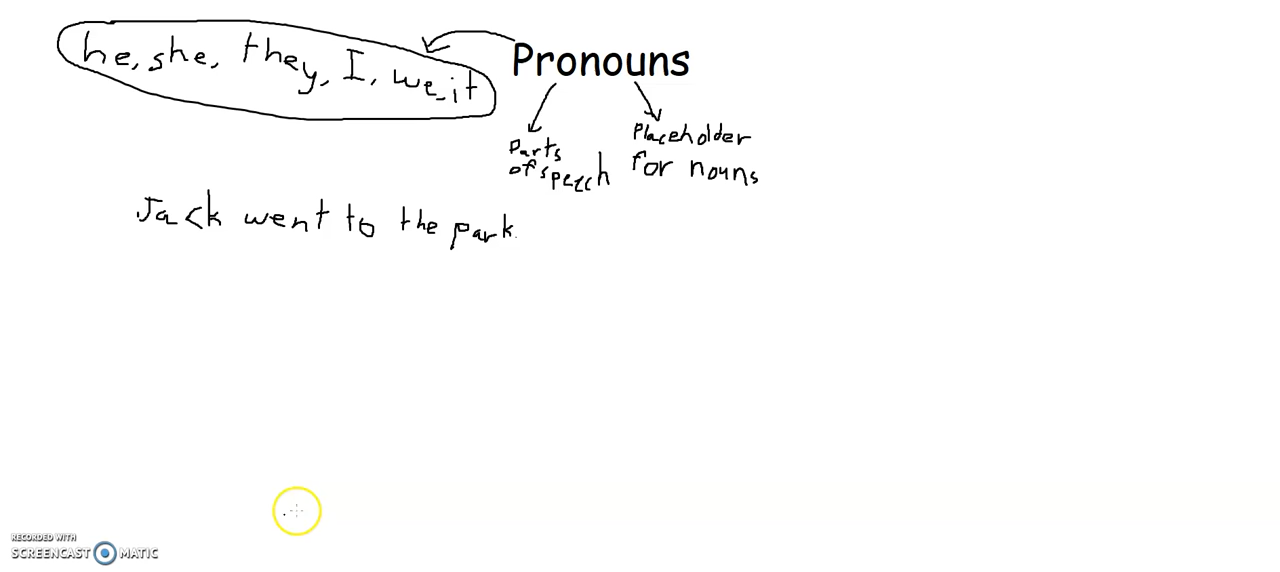 he, she, they, I, we, it
Pronouns
Parts
of speech
Placeholder
for nouns
Jack went to the park.
RECORDED WITH
SCREENCAST MATIC